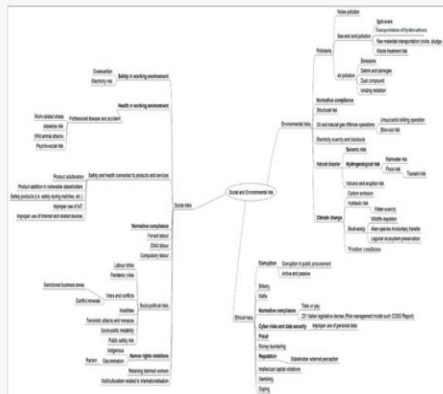 Social and Environmental risk
Environmental risks
Pollutants
Noise pollution
Sea and land pollution
Spill-overs
Transportation of hydrocarbons
Raw materials transportation
Waste treatment risk
Air pollution
Emissions
Debris and damages
Dust compound
Ionizing radiation
Normative compliance
Structural risk
Oil and natural gas offshore operations
Unsuccessful drilling operation
Blow-out risk
Electricity scarcity and blackouts
Natural disaster
Seismic risk
Hydrogeological risk
Rainwater risk
Flood risk
Tsunami risk
Volcano and eruption risk
Climate change
Carbon emission
Hydraulic risk
Water scarcity
Biodiversity
Wildlife depletion
Alien species involuntary transfer
Lagunar ecosystem preservation
Weather conditions
Ethical risks
Corruption
Corruption in public procurement
Active and passive
Bribery
Mafia
Normative compliance
Take or pay
231 Italian legislative decree (Risk management model such COSO Report)
Cyber risks and data security
Improper use of personal data
Fraud
Money laundering
Reputation
Stakeholder external perception
Intellectual capital violations
Gambling
Doping
Social risks
Safety in working environment
Overexertion
Electricity risk
Health in working environment
Professional disease and accident
Work-related stress
Asbestos risk
Wild animal attacks
Psycho-social risk
Safety and health connected to products and services
Product adulteration
Product addiction in vulnerable stakeholders
Safety products (i.e. safety during matches, etc.)
Improper use of IoT
Improper use of internet and related devices
Normative compliance
Forced labour
Child labour
Compulsory labour
Socio-political risks
Labour strike
Pandemic crisis
Wars and conflicts
Sanctioned business areas
Conflict minerals
Hostilities
Terroristic attacks and menaces
Socio-politic instability
Public safety risk
Human rights violations
Indigenous
Discrimination
Racism
Retaining talented workers
Multiculturalism related to internationalisation